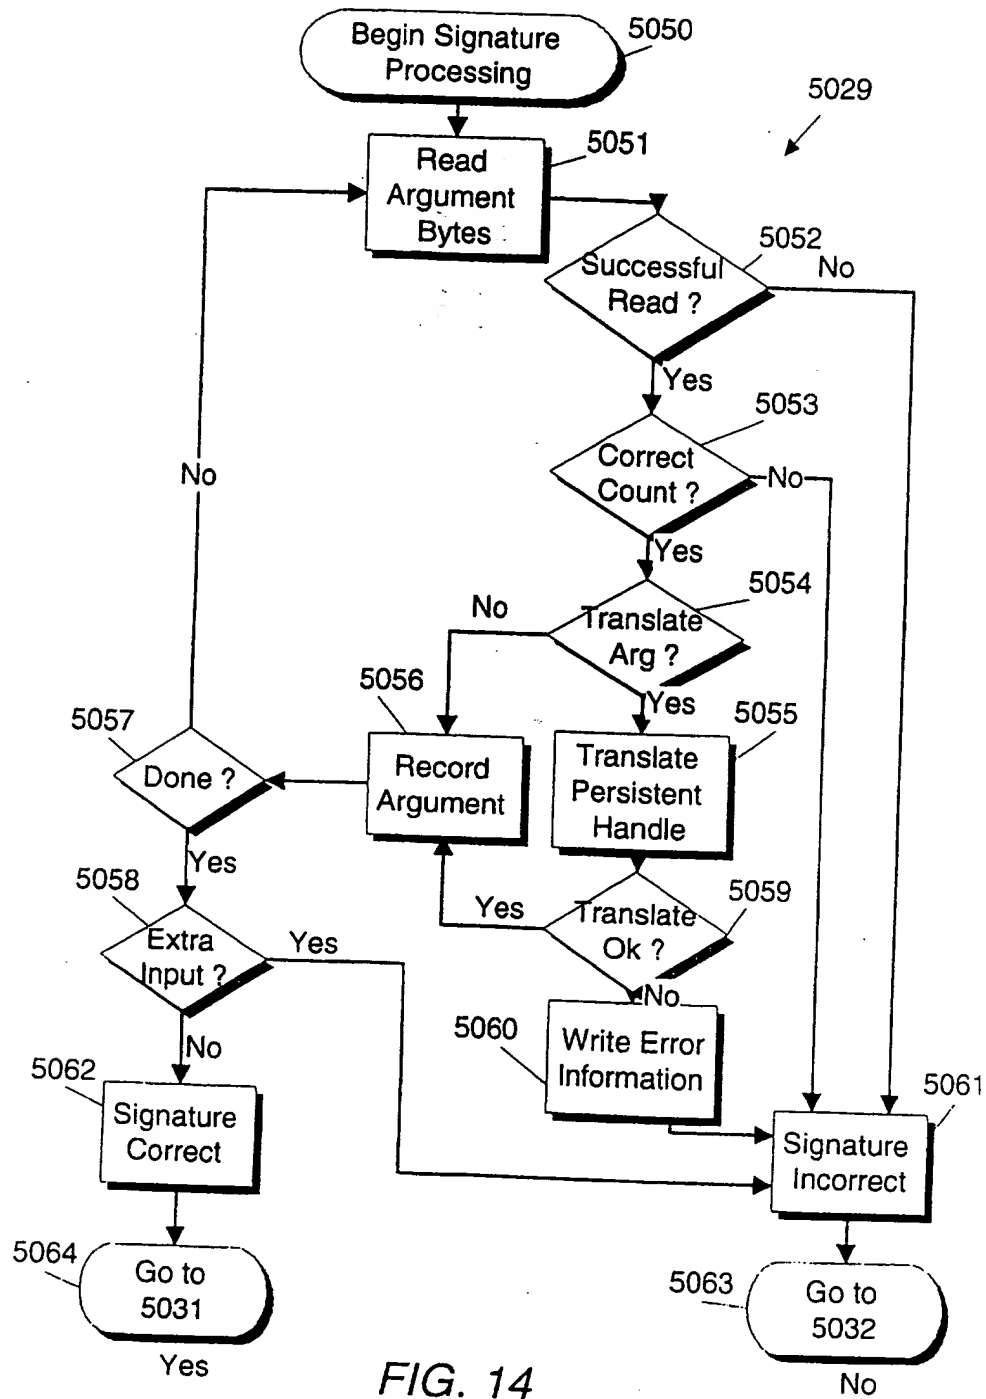 Begin Signature
Processing
5050
5029
Read
Argument
Bytes
5051
Successful
Read ?
5052
No
Yes
Correct
Count ?
5053
No
Yes
Translate
Arg ?
5054
No
Yes
5055
Translate
Persistent
Handle
5056
Record
Argument
5057
Done ?
No
Yes
5058
Extra
Input ?
Yes
No
Translate
Ok ?
5059
Yes
No
5060
Write Error
Information
5061
Signature
Incorrect
5062
Signature
Correct
5064
Go to
5031
Yes
5063
Go to
5032
No
FIG. 14